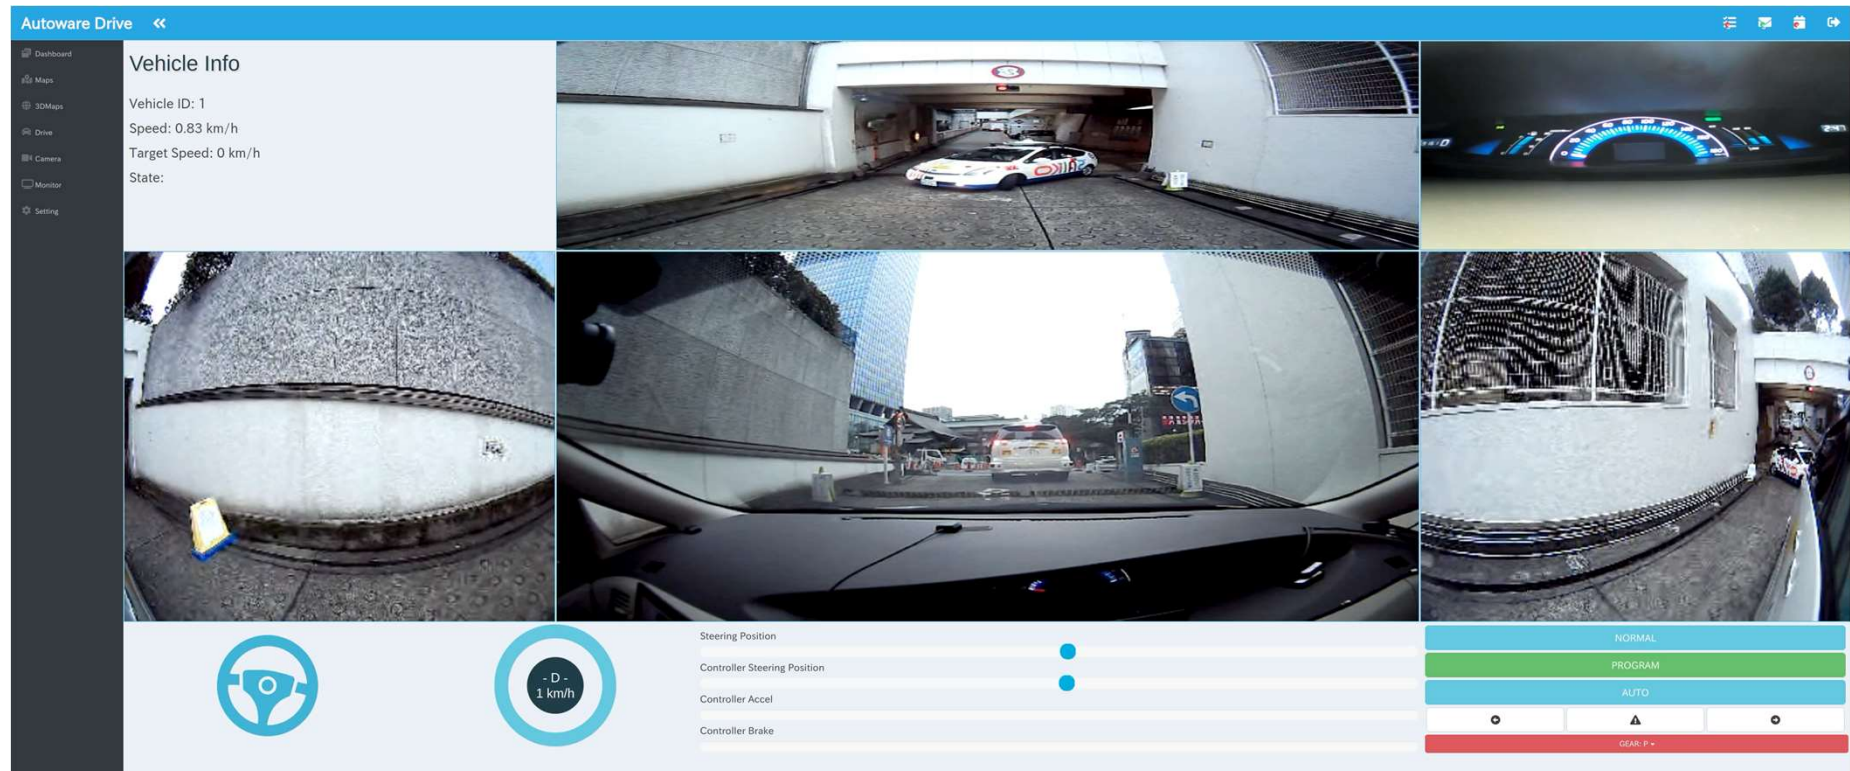 Autoware Drive
Dashboard
Maps
3DMaps
Drive
Camera
Monitor
Setting
Vehicle Info
Vehicle ID: 1
Speed: 0.83 km/h
Target Speed: 0 km/h
State:
- D -
1 km/h
Steering Position
Controller Steering Position
Controller Accel
Controller Brake
NORMAL
PROGRAM
AUTO
GEAR: P